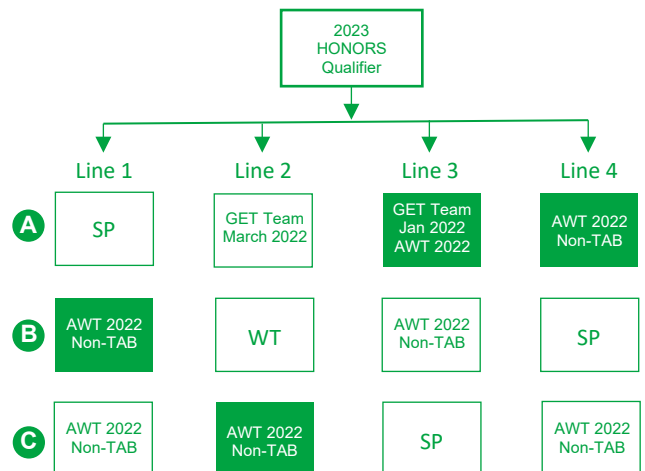 2023
HONORS
Qualifier
Line 1
Line 2
Line 3
Line 4
A
SP
GET Team
March 2022
GET Team
Jan 2022
AWT 2022
AWT 2022
Non-TAB
B
AWT 2022
Non-TAB
WT
AWT 2022
Non-TAB
SP
C
AWT 2022
Non-TAB
AWT 2022
Non-TAB
SP
AWT 2022
Non-TAB